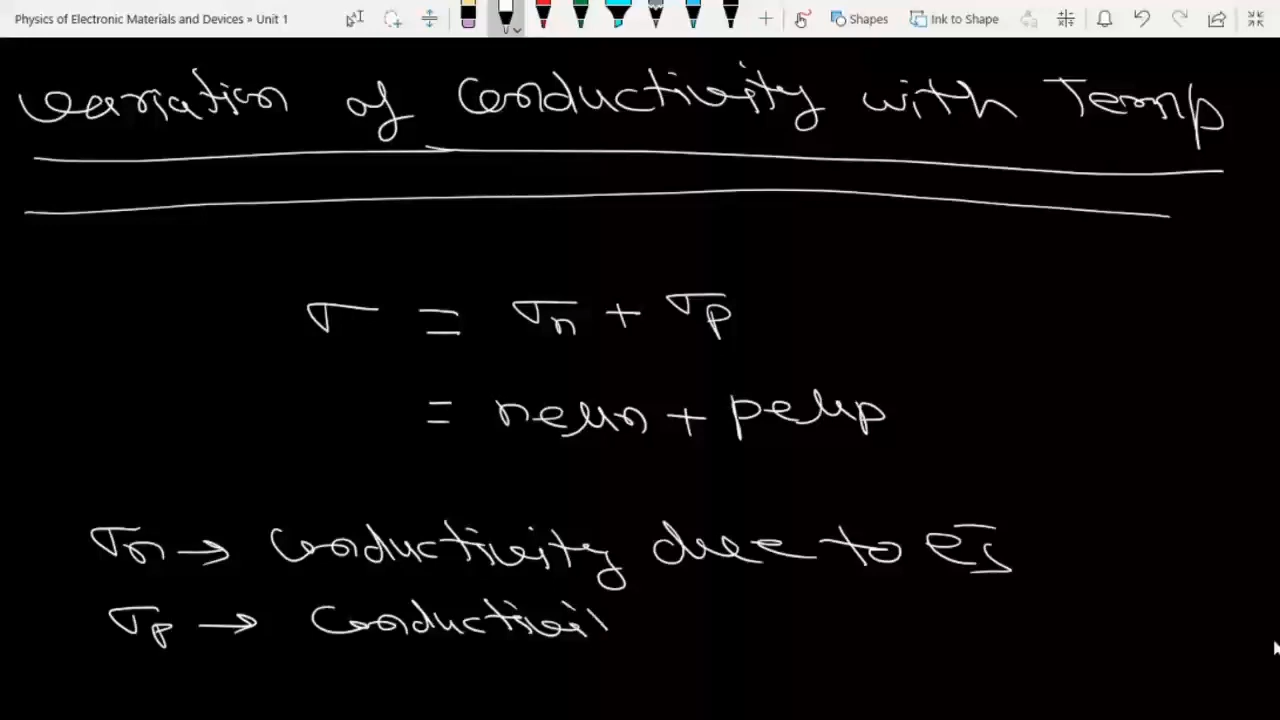 Physics of Electronic Materials and Devices » Unit 1
Shapes
Ink to Shape
Variation of conductivity with Temp
σ = σn + σp
= neμn + peμp
σn → conductivity due to e⁻s
σp → conductivit